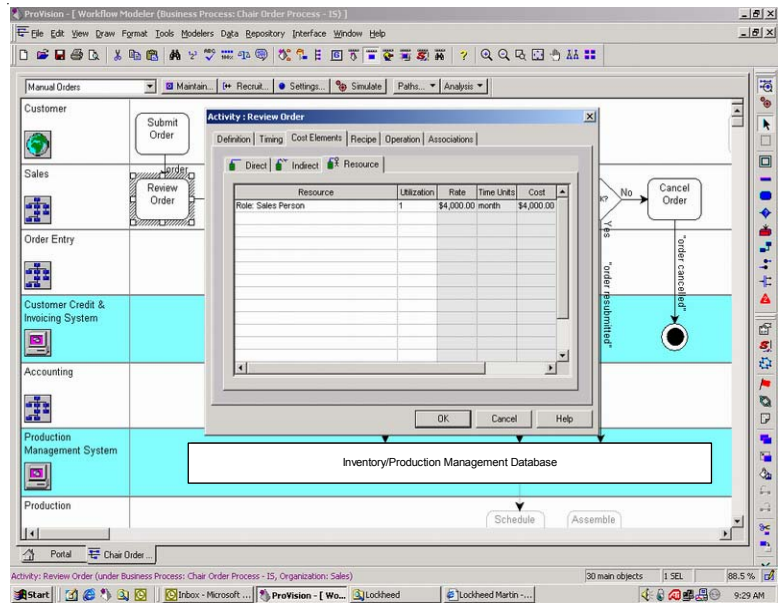 ProVision - [ Workflow Modeler (Business Process: Chair Order Process - IS) ]
File Edit View Draw Format Tools Modelers Data Repository Interface Window Help
Manual Orders Maintain... Recruit... Settings... Simulate Paths... Analysis
Customer
Submit
Order
order
Sales
Review
Order
Order Entry
Customer Credit &
Invoicing System
Accounting
Production
Management System
Production
Activity : Review Order
Definition Timing Cost Elements Recipe Operation Associations
Direct Indirect Resource
Resource Utilization Rate Time Units Cost
Role: Sales Person 1 $4,000.00 month $4,000.00
OK Cancel Help
No
Cancel
Order
Yes
"order resubmitted"
"order cancelled"
Inventory/Production Management Database
Schedule
Assemble
Portal Chair Order ...
Activity: Review Order (under Business Process: Chair Order Process - IS, Organization: Sales) 30 main objects 1 SEL 88.5 %
Start Inbox - Microsoft ... ProVision - [ Wo... Lockheed Lockheed Martin -... 9:29 AM